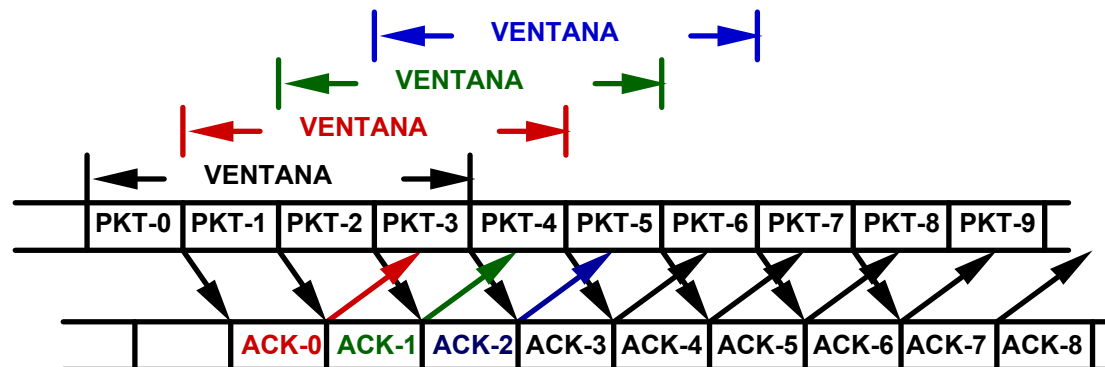 VENTANA
VENTANA
VENTANA
VENTANA
PKT-0 PKT-1 PKT-2 PKT-3 PKT-4 PKT-5 PKT-6 PKT-7 PKT-8 PKT-9
ACK-0 ACK-1 ACK-2 ACK-3 ACK-4 ACK-5 ACK-6 ACK-7 ACK-8